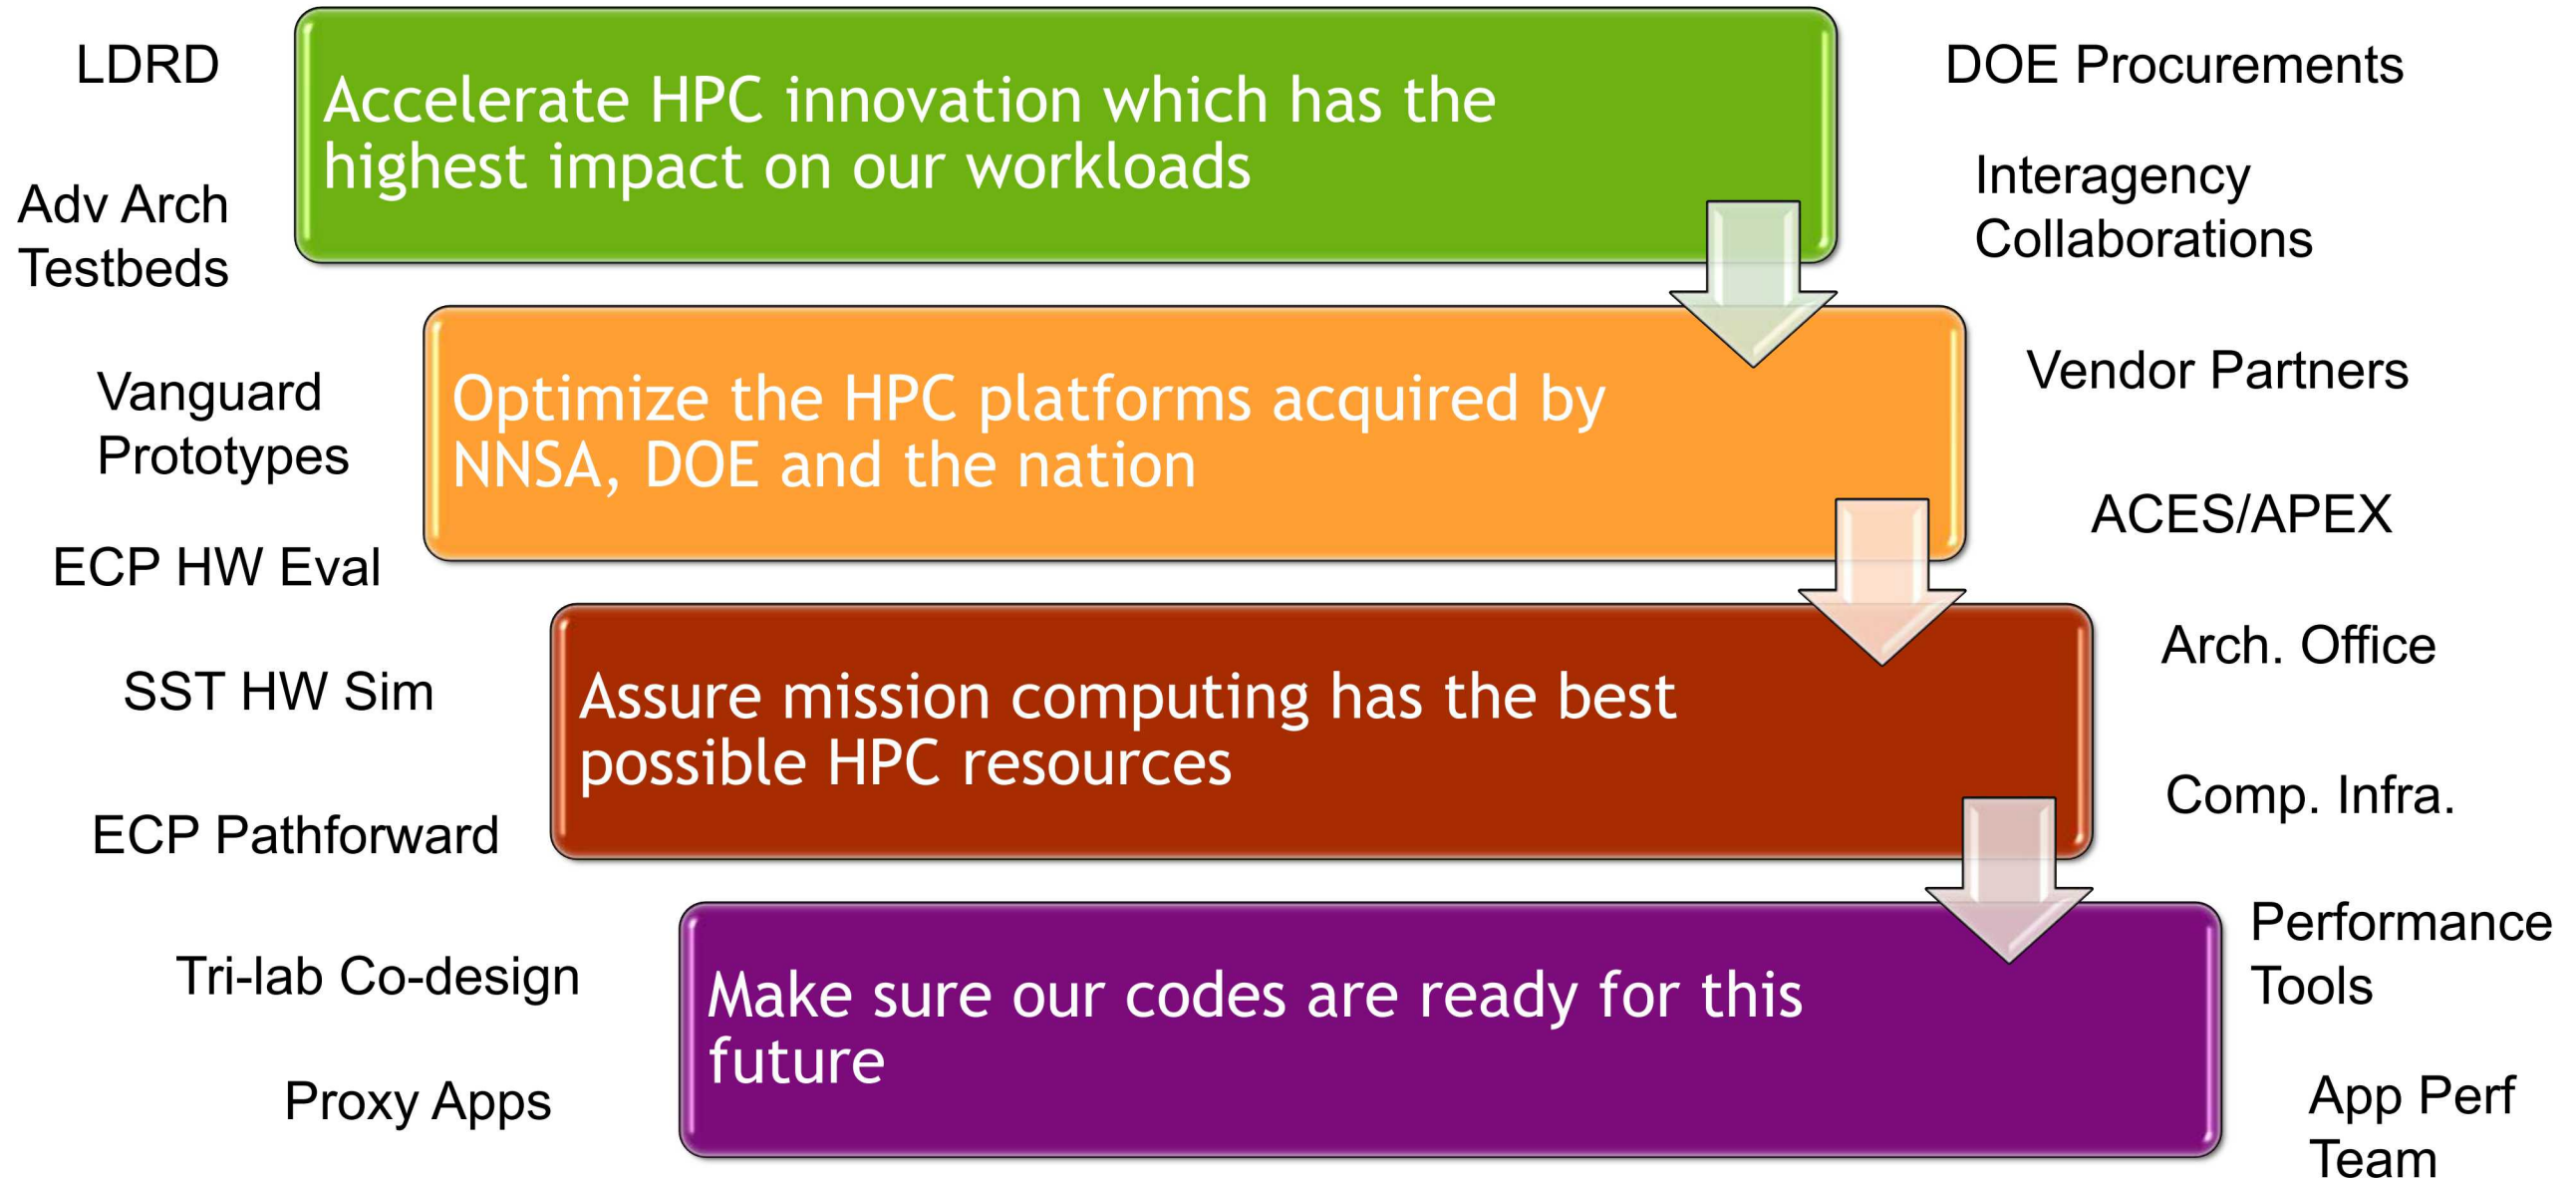 LDRD
Adv Arch
Testbeds
Vanguard
Prototypes
ECP HW Eval
SST HW Sim
ECP Pathforward
Tri-lab Co-design
Proxy Apps
Accelerate HPC innovation which has the
highest impact on our workloads
Optimize the HPC platforms acquired by
NNSA, DOE and the nation
Assure mission computing has the best
possible HPC resources
Make sure our codes are ready for this
future
DOE Procurements
Interagency
Collaborations
Vendor Partners
ACES/APEX
Arch. Office
Comp. Infra.
Performance
Tools
App Perf
Team